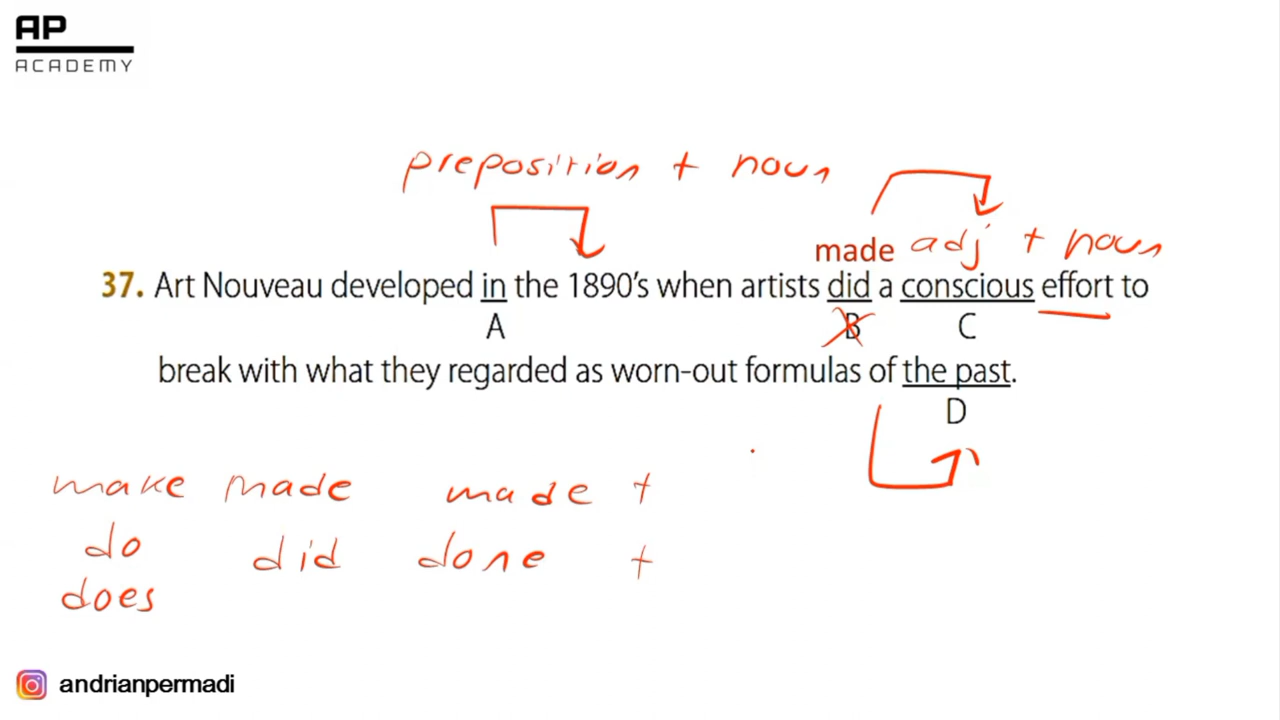 AP
ACADEMY
preposition + noun
made adj + noun
37. Art Nouveau developed in the 1890's when artists did a conscious effort to
A B C
break with what they regarded as worn-out formulas of the past.
D
make made made +
do did done +
does
andrianpermadi